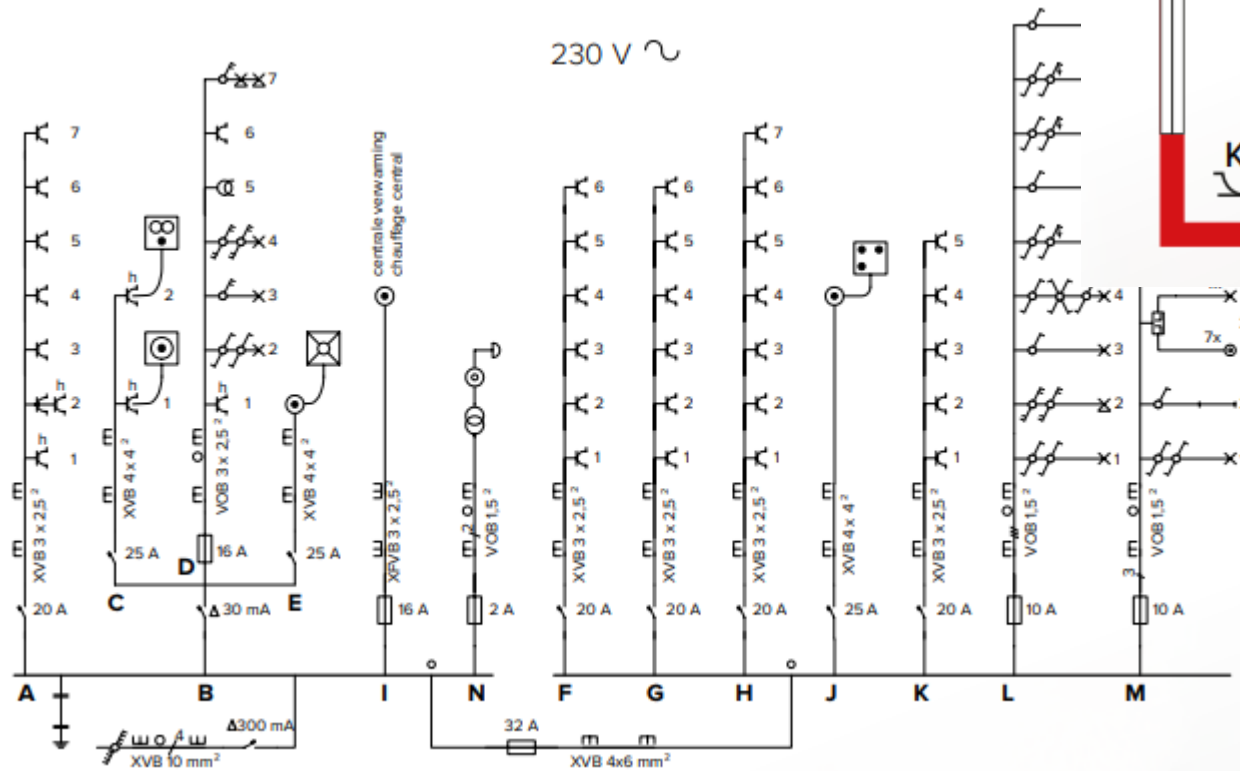 230 V
K
7
6
5
4
3
h
2
h
1
XVB 3 x 2,5²
20 A
A
h
2
h
1
XVB 4 x 4²
25 A
C
7
6
5
4
3
2
h
1
VOB 3 x 2,5²
16 A
D
Δ 30 mA
B
XVB 4 x 4²
25 A
E
centrale verwarming
chauffage central
XFVB 3 x 2,5²
16 A
I
2
VOB 1,5²
2 A
N
6
5
4
3
2
1
XVB 3 x 2,5²
20 A
F
6
5
4
3
2
1
XVB 3 x 2,5²
20 A
G
7
6
5
4
3
2
1
XVB 3 x 2,5²
20 A
H
XVB 4 x 4²
25 A
J
5
4
3
2
1
XVB 3 x 2,5²
20 A
K
4
3
2
1
VOB 1,5²
10 A
L
7x
VOB 1,5²
3
10 A
M
Δ300 mA
4
XVB 10 mm²
32 A
XVB 4x6 mm²